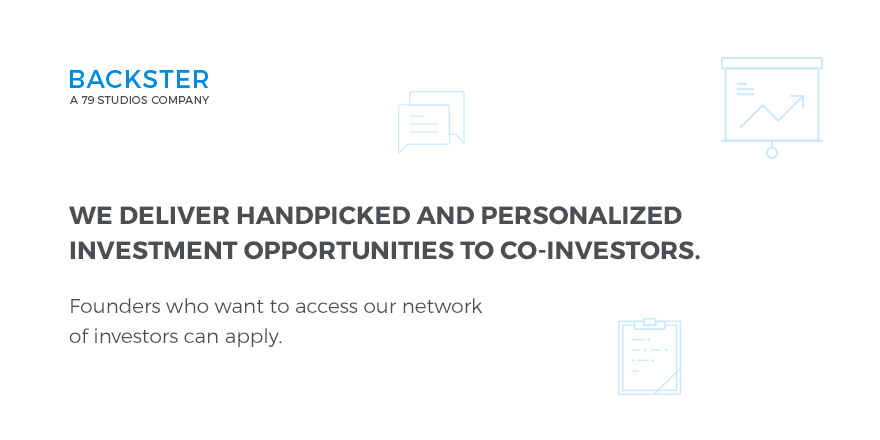 BACKSTER
A 79 STUDIOS COMPANY
WE DELIVER HANDPICKED AND PERSONALIZED
INVESTMENT OPPORTUNITIES TO CO-INVESTORS.
Founders who want to access our network
of investors can apply.